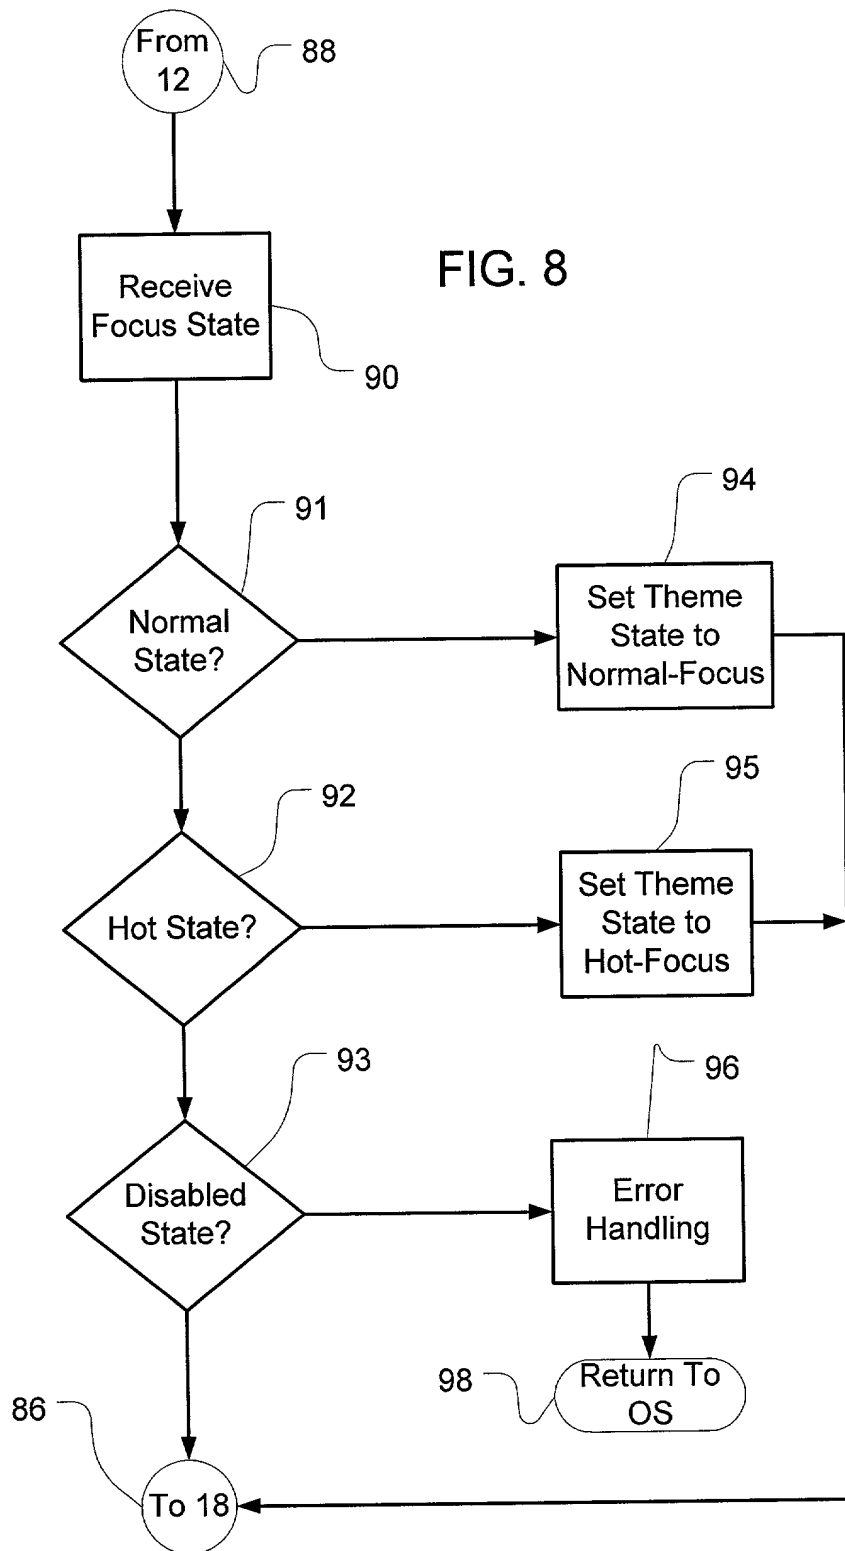 From
12
88
FIG. 8
Receive
Focus State
90
91
94
Normal
State?
Set Theme
State to
Normal-Focus
92
95
Hot State?
Set Theme
State to
Hot-Focus
93
96
Disabled
State?
Error
Handling
98
Return To
OS
86
To 18